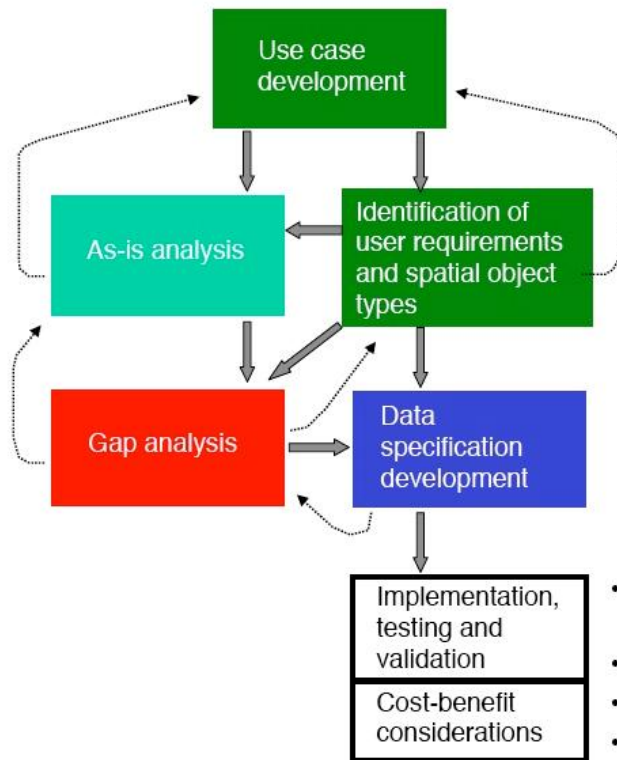 Use case
development
As-is analysis
Identification of
user requirements
and spatial object
types
Gap analysis
Data
specification
development
Implementation,
testing and
validation
Cost-benefit
considerations